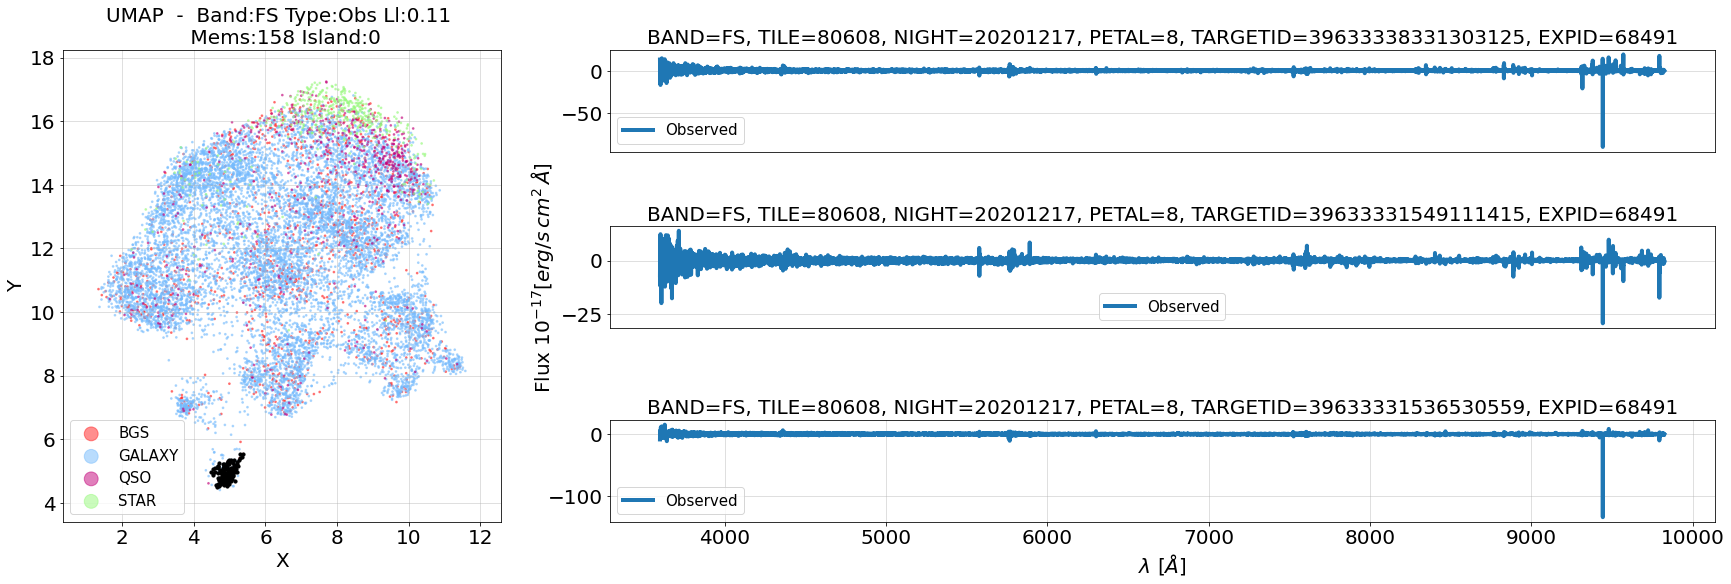 UMAP - Band:FS Type:Obs Ll:0.11
Mems:158 Island:0
18
16
14
12
10
8
6
4
Y
BGS
GALAXY
QSO
STAR
2 4 6 8 10 12
X
Flux 10⁻¹⁷[erg/s cm² Å]
BAND=FS, TILE=80608, NIGHT=20201217, PETAL=8, TARGETID=39633338331303125, EXPID=68491
0
−50
Observed
BAND=FS, TILE=80608, NIGHT=20201217, PETAL=8, TARGETID=39633331549111415, EXPID=68491
0
−25
Observed
BAND=FS, TILE=80608, NIGHT=20201217, PETAL=8, TARGETID=39633331536530559, EXPID=68491
0
−100
Observed
4000 5000 6000 7000 8000 9000 10000
λ [Å]